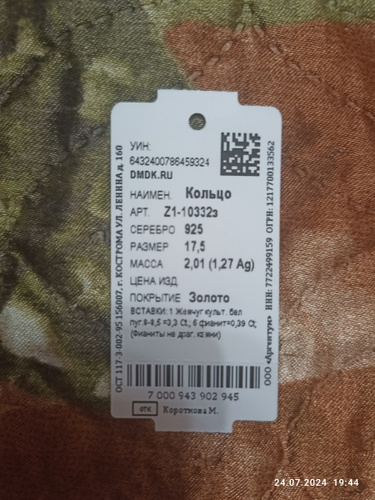 УИН:
6432400786459324
DMDK.RU
НАИМЕН. Кольцо
АРТ. Z1-10332з
СЕРЕБРО 925
РАЗМЕР 17,5
МАССА 2,01 (1,27 Ag)
ЦЕНА ИЗД
ПОКРЫТИЕ Золото
ВСТАВКИ: 1 Жемчуг культ. бел
пуг.9-9,5 =3,3 Ct.; 6 фианит=0,39 Ct;
(Фианиты не драг. камни)
7 000 943 902 945
ОТК Короткова М.
ОСТ 117-3-002-95 156007, г. КОСТРОМА УЛ. ЛЕНИНА д. 160
ООО «Аргентум» ИНН: 7722499159 ОГРН: 1217700133562
24.07.2024 19:44